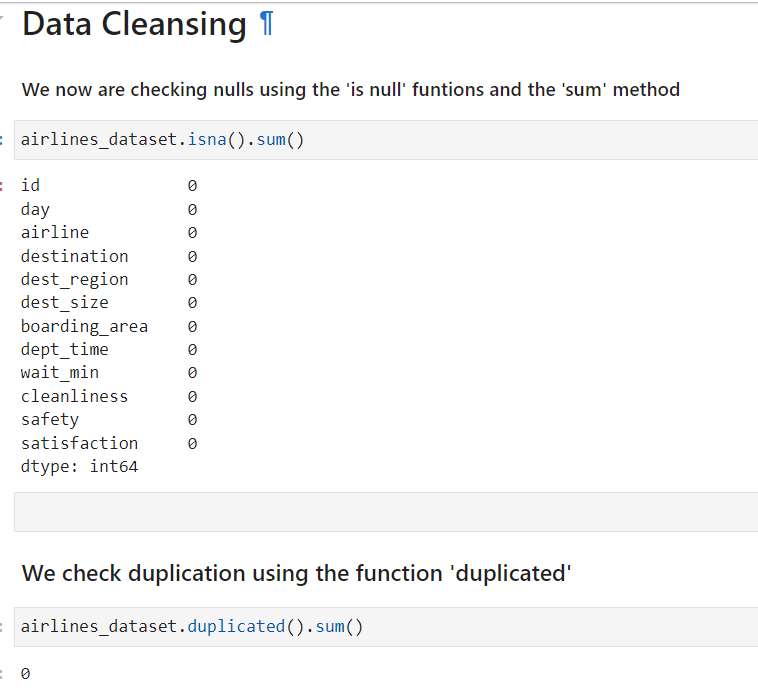 Data Cleansing ¶
We now are checking nulls using the 'is null' funtions and the 'sum' method
airlines_dataset.isna().sum()
id 0
day 0
airline 0
destination 0
dest_region 0
dest_size 0
boarding_area 0
dept_time 0
wait_min 0
cleanliness 0
safety 0
satisfaction 0
dtype: int64
We check duplication using the function 'duplicated'
airlines_dataset.duplicated().sum()
0